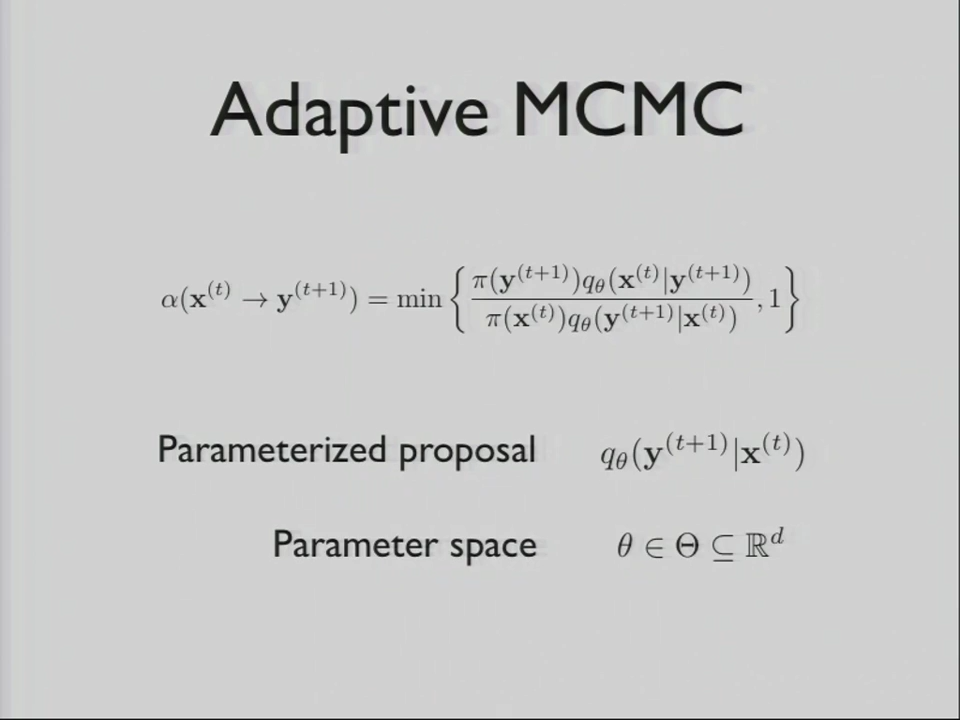 Adaptive MCMC
α(𝐱^(t) → 𝐲^(t+1)) = min { π(𝐲^(t+1))q_θ(𝐱^(t)|𝐲^(t+1)) / π(𝐱^(t))q_θ(𝐲^(t+1)|𝐱^(t)) , 1 }
Parameterized proposal q_θ(𝐲^(t+1)|𝐱^(t))
Parameter space θ ∈ Θ ⊆ ℝ^d